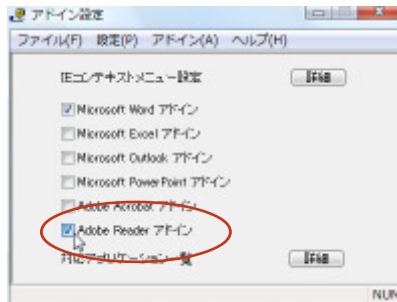 アドイン設定
ファイル(F) 設定(P) アドイン(A) ヘルプ(H)
IEコンテキストメニュー設定 詳細
Microsoft Word アドイン
Microsoft Excel アドイン
Microsoft Outlook アドイン
Microsoft PowerPoint アドイン
Adobe Acrobat アドイン
Adobe Reader アドイン
対応アプリケーション一覧 詳細
NUM